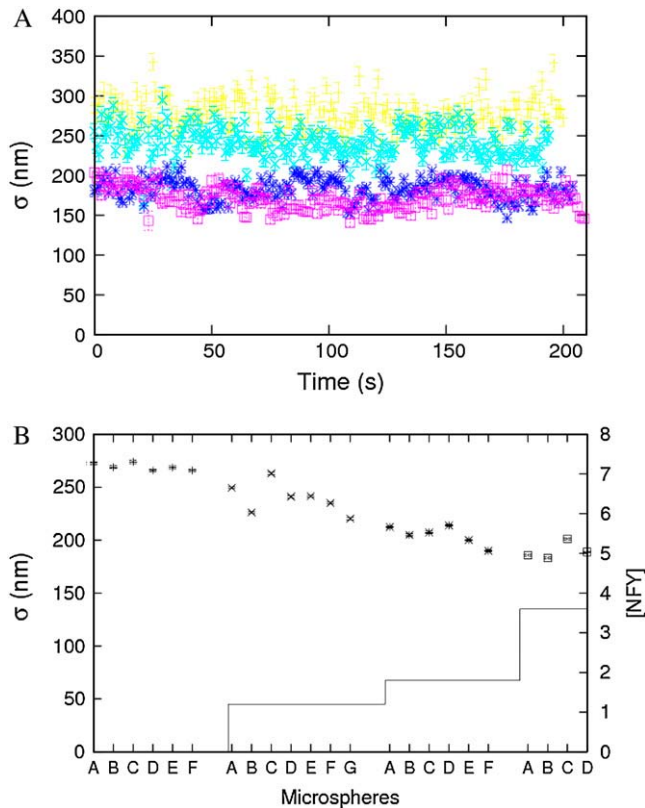 A
400
350
300
250
200
150
100
50
0
σ (nm)
0 50 100 150 200
Time (s)
B
300
250
200
150
100
50
0
σ (nm)
8
7
6
5
4
3
2
1
0
[NFY]
A B C D E F A B C D E F G A B C D E F A B C D
Microspheres